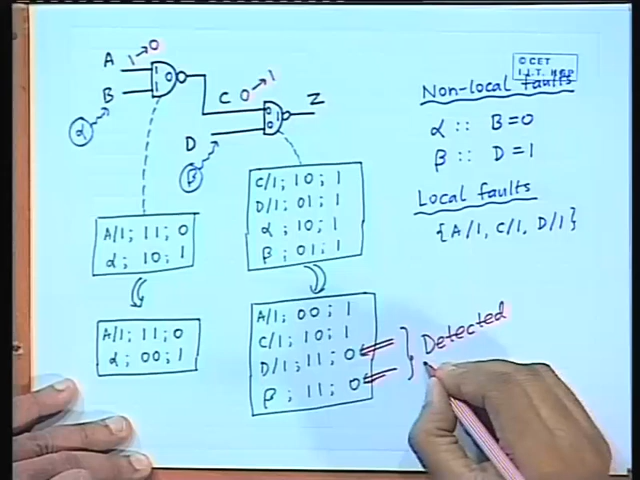 © CET
I.I.T. KGP
A 1→0
B
α
C 0→1
Z
D
β
Non-local faults
α :: B=0
β :: D=1
Local faults
{A/1, C/1, D/1}
C/1; 10; 1
D/1; 01; 1
α; 10; 1
β; 01; 1
A/1; 11; 0
α; 10; 1
A/1; 11; 0
α; 00; 1
A/1; 00; 1
C/1; 10; 1
D/1; 11; 0
β; 11; 0
Detected